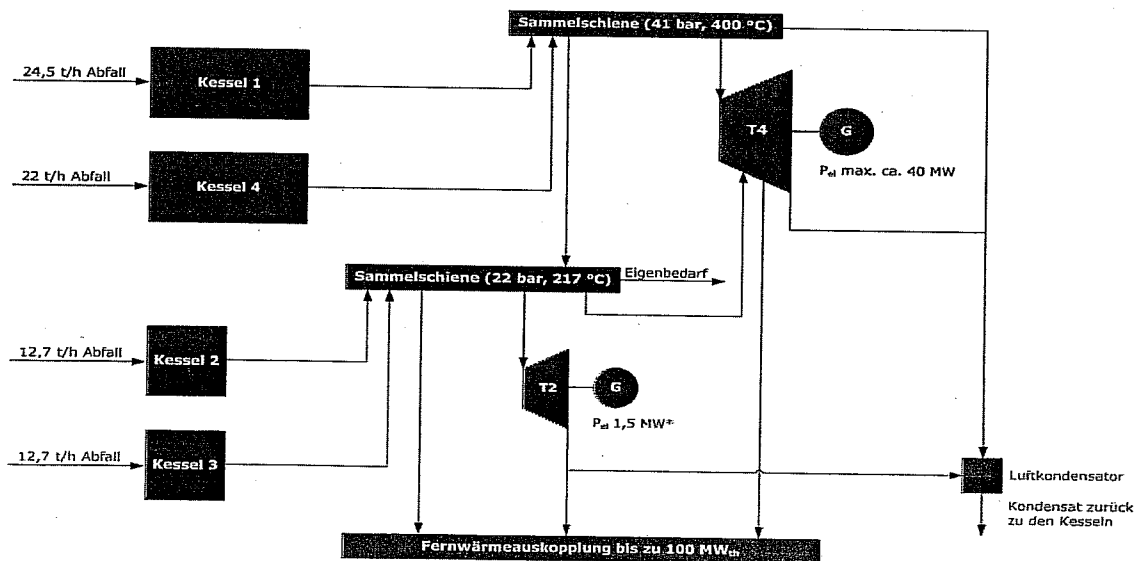 Sammelschiene (41 bar, 400 °C)
24,5 t/h Abfall
Kessel 1
T4
G
22 t/h Abfall
Kessel 4
Pel max. ca. 40 MW
Sammelschiene (22 bar, 217 °C)
Eigenbedarf
12,7 t/h Abfall
Kessel 2
T2
G
Pel 1,5 MW*
12,7 t/h Abfall
Kessel 3
Luftkondensator
Kondensat zurück
zu den Kesseln
Fernwärmeauskopplung bis zu 100 MWth